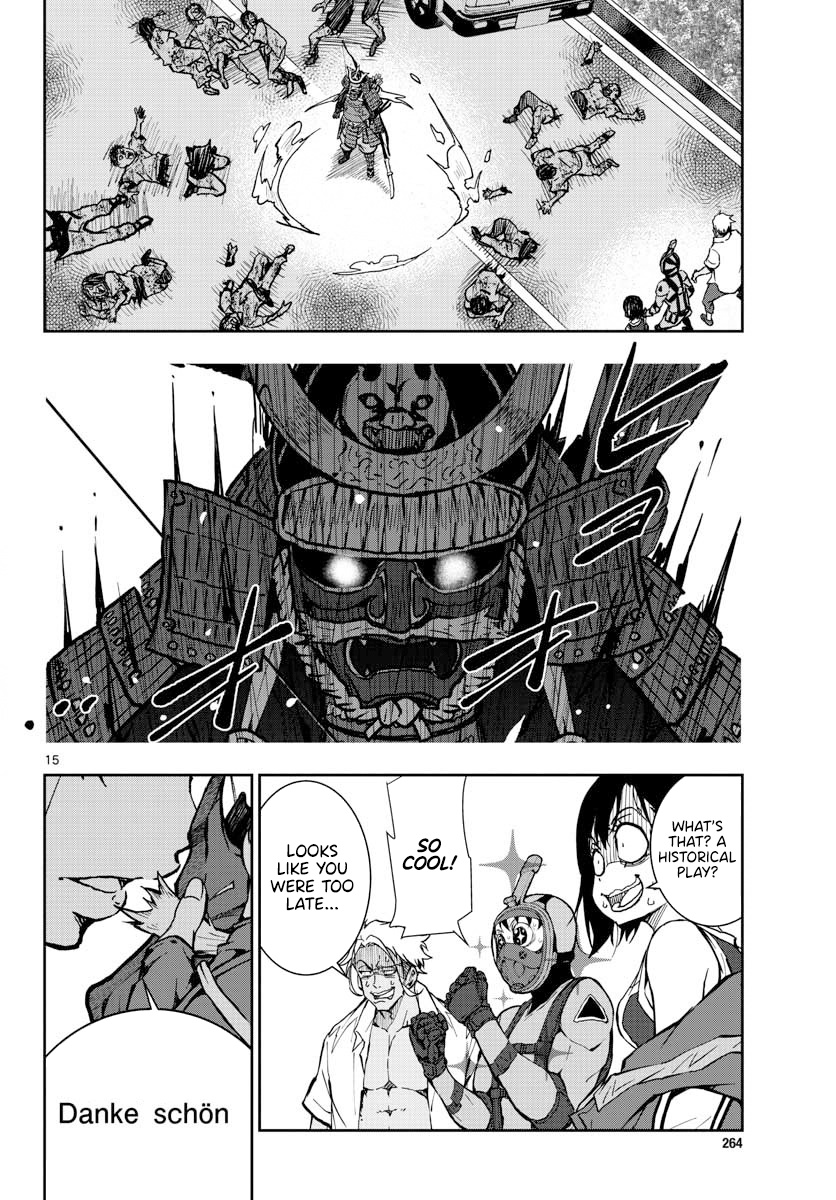 ヒョオォ
15
WHAT'S
THAT? A
HISTORICAL
PLAY?
SO
COOL!
LOOKS
LIKE YOU
WERE TOO
LATE...
Danke schön
264